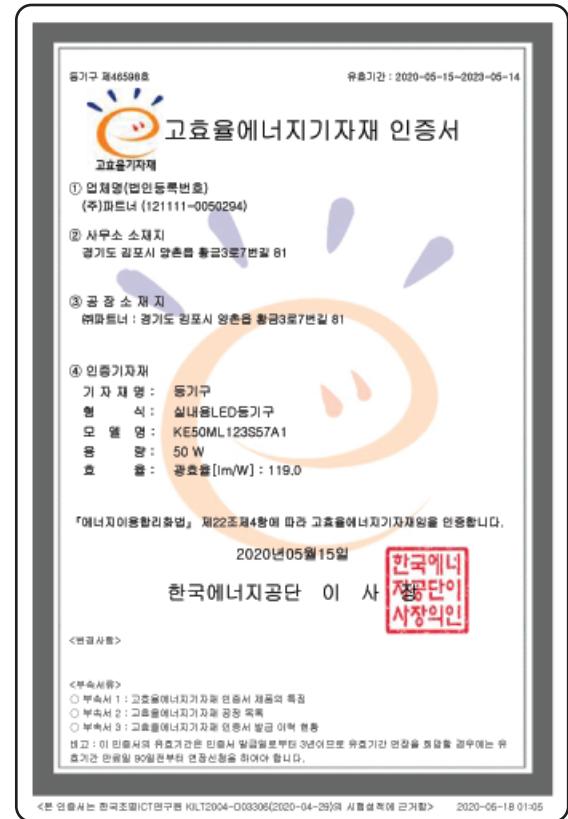 등기구 제46598호
유효기간 : 2020-05-15~2023-05-14
고효율에너지기자재 인증서
고효율기자재
① 업체명(법인등록번호)
(주)파트너 (121111-0050294)
② 사무소 소재지
경기도 김포시 양촌읍 황금3로7번길 81
③ 공 장 소 재 지
㈜파트너 : 경기도 김포시 양촌읍 황금3로7번길 81
④ 인증기자재
기 자 재 명 : 등기구
형 식 : 실내용LED등기구
모 델 명 : KE50ML123S57A1
용 량 : 50 W
효 율 : 광효율[lm/W] : 119.0
「에너지이용합리화법」 제22조제4항에 따라 고효율에너지기자재임을 인증합니다.
2020년05월15일
한국에너지공단 이 사 장
한국에너
지공단이
사장의인
<변경사항>
<부속서류>
○ 부속서 1 : 고효율에너지기자재 인증서 제품의 특징
○ 부속서 2 : 고효율에너지기자재 공장 목록
○ 부속서 3 : 고효율에너지기자재 인증서 발급 이력 현황
비고 : 이 인증서의 유효기간은 인증서 발급일로부터 3년이므로 유효기간 연장을 희망할 경우에는 유
효기간 만료일 90일전부터 연장신청을 하여야 합니다.
<본 인증서는 한국조명ICT연구원 KILT2004-O03306(2020-04-29)의 시험성적에 근거함>
2020-05-18 01:05